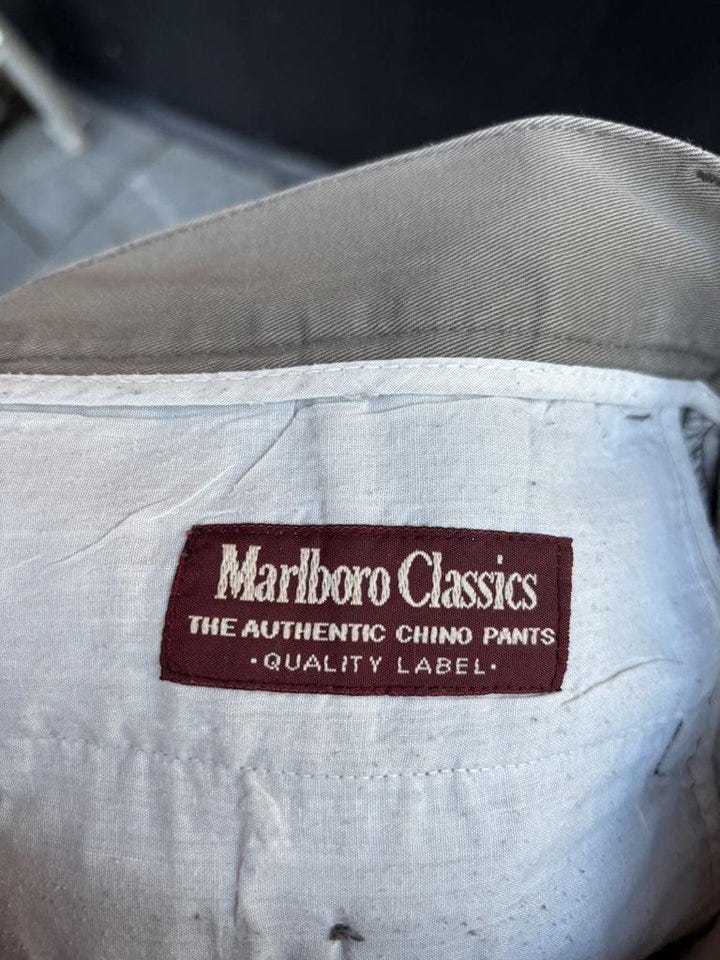 Marlboro Classics
THE AUTHENTIC CHINO PANTS
·QUALITY LABEL·